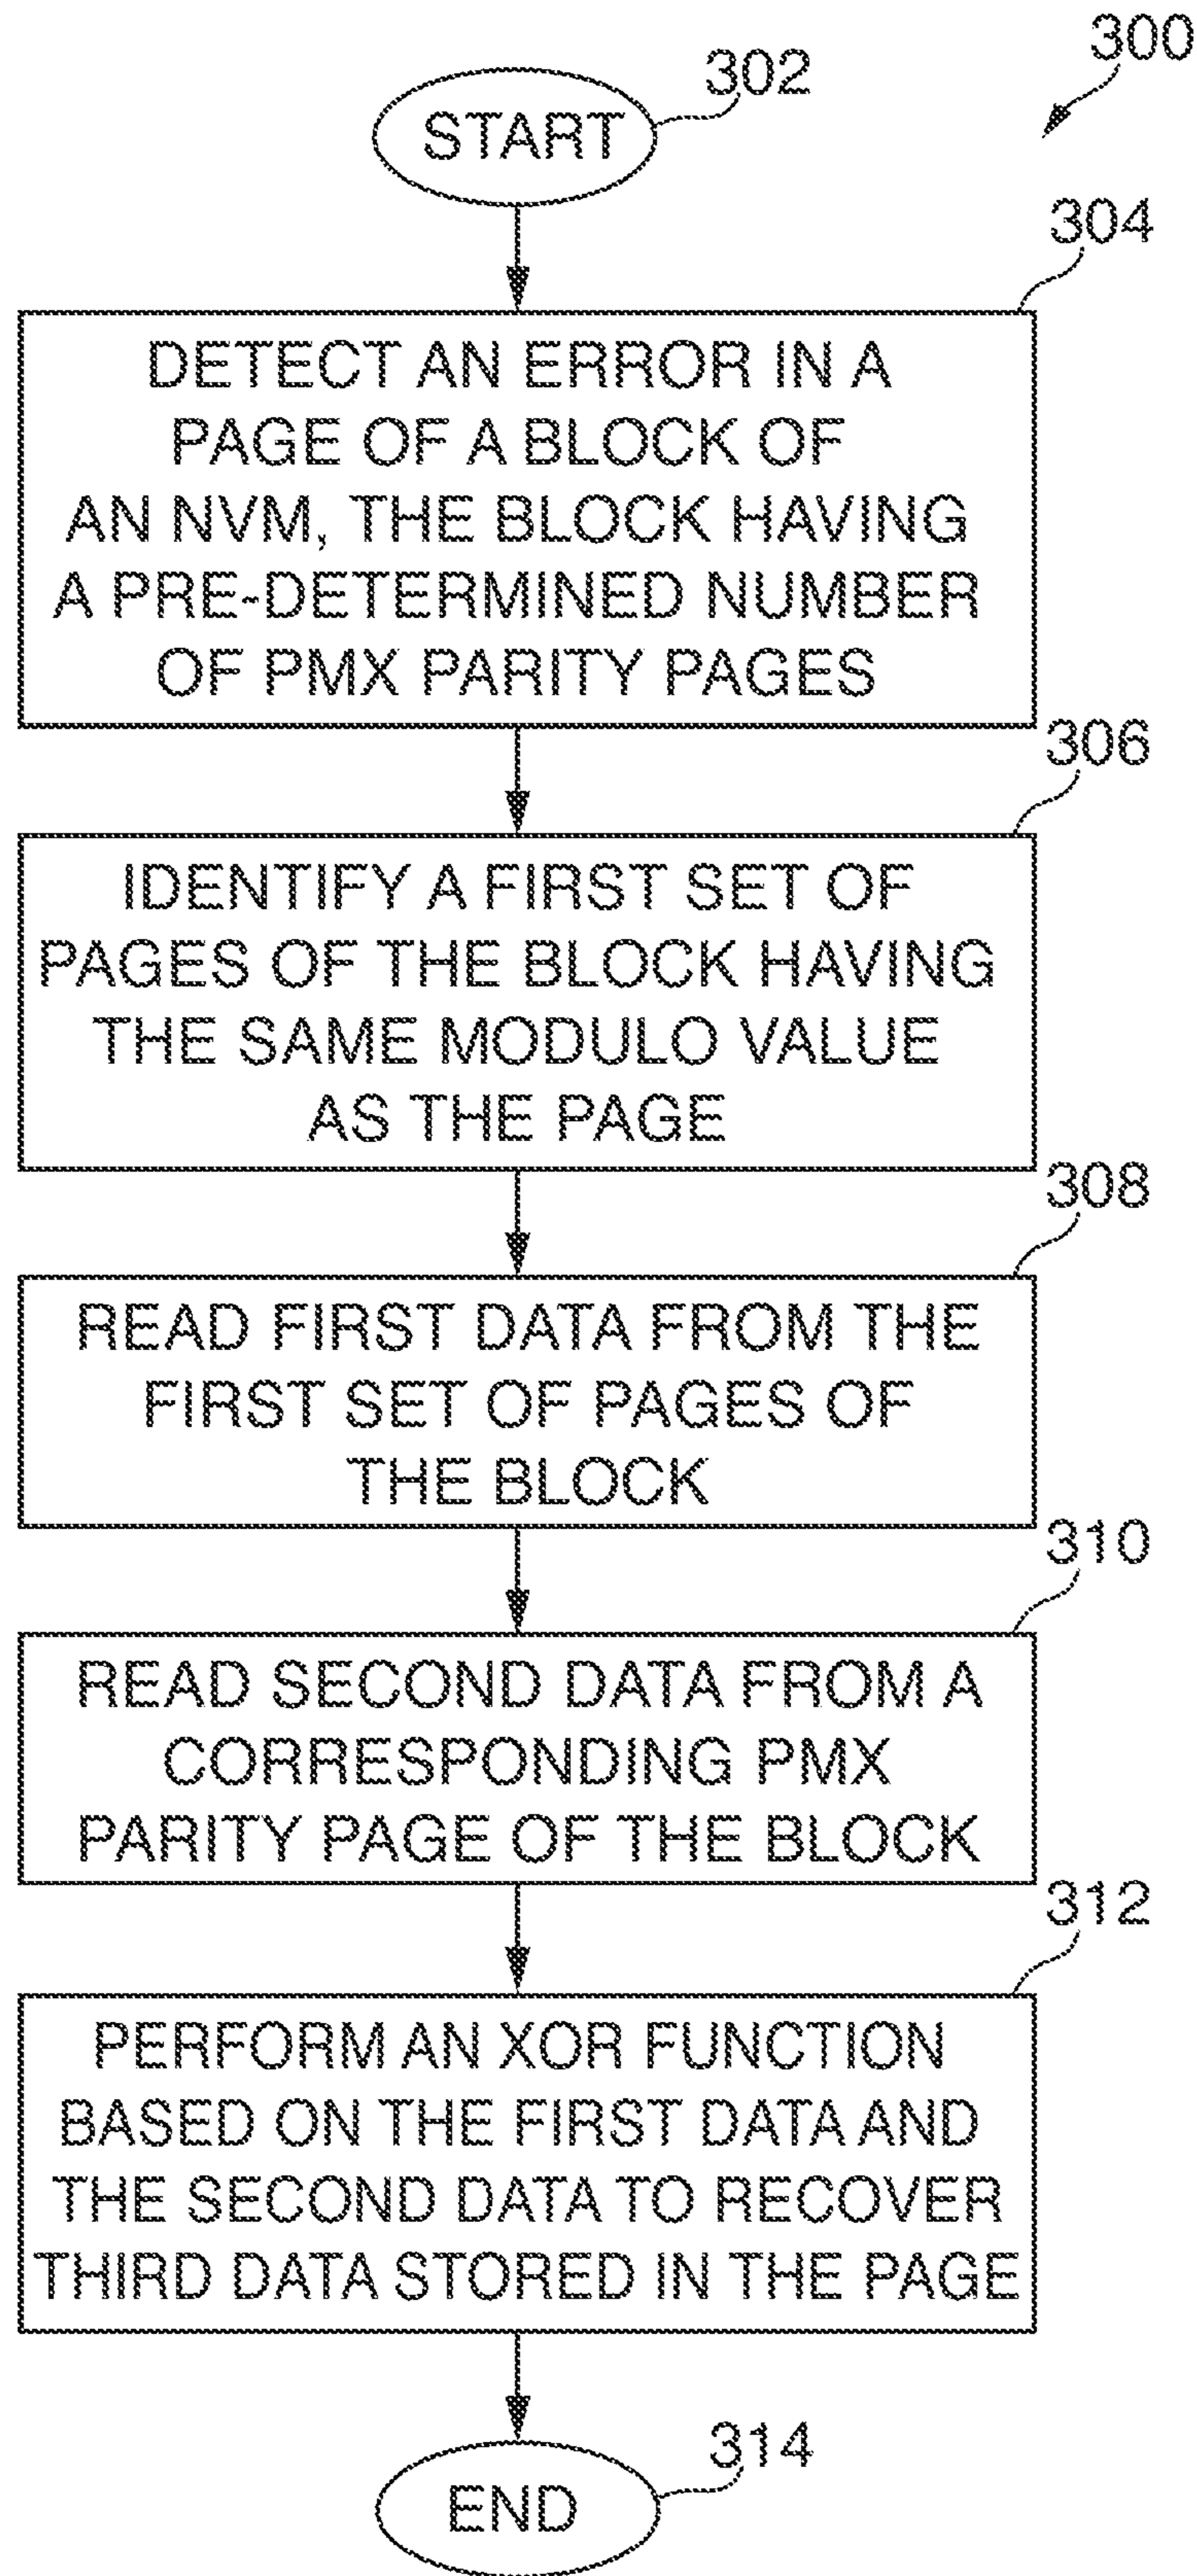 300
302
START
304
DETECT AN ERROR IN A
PAGE OF A BLOCK OF
AN NVM, THE BLOCK HAVING
A PRE-DETERMINED NUMBER
OF PMX PARITY PAGES
306
IDENTIFY A FIRST SET OF
PAGES OF THE BLOCK HAVING
THE SAME MODULO VALUE
AS THE PAGE
308
READ FIRST DATA FROM THE
FIRST SET OF PAGES OF
THE BLOCK
310
READ SECOND DATA FROM A
CORRESPONDING PMX
PARITY PAGE OF THE BLOCK
312
PERFORM AN XOR FUNCTION
BASED ON THE FIRST DATA AND
THE SECOND DATA TO RECOVER
THIRD DATA STORED IN THE PAGE
314
END